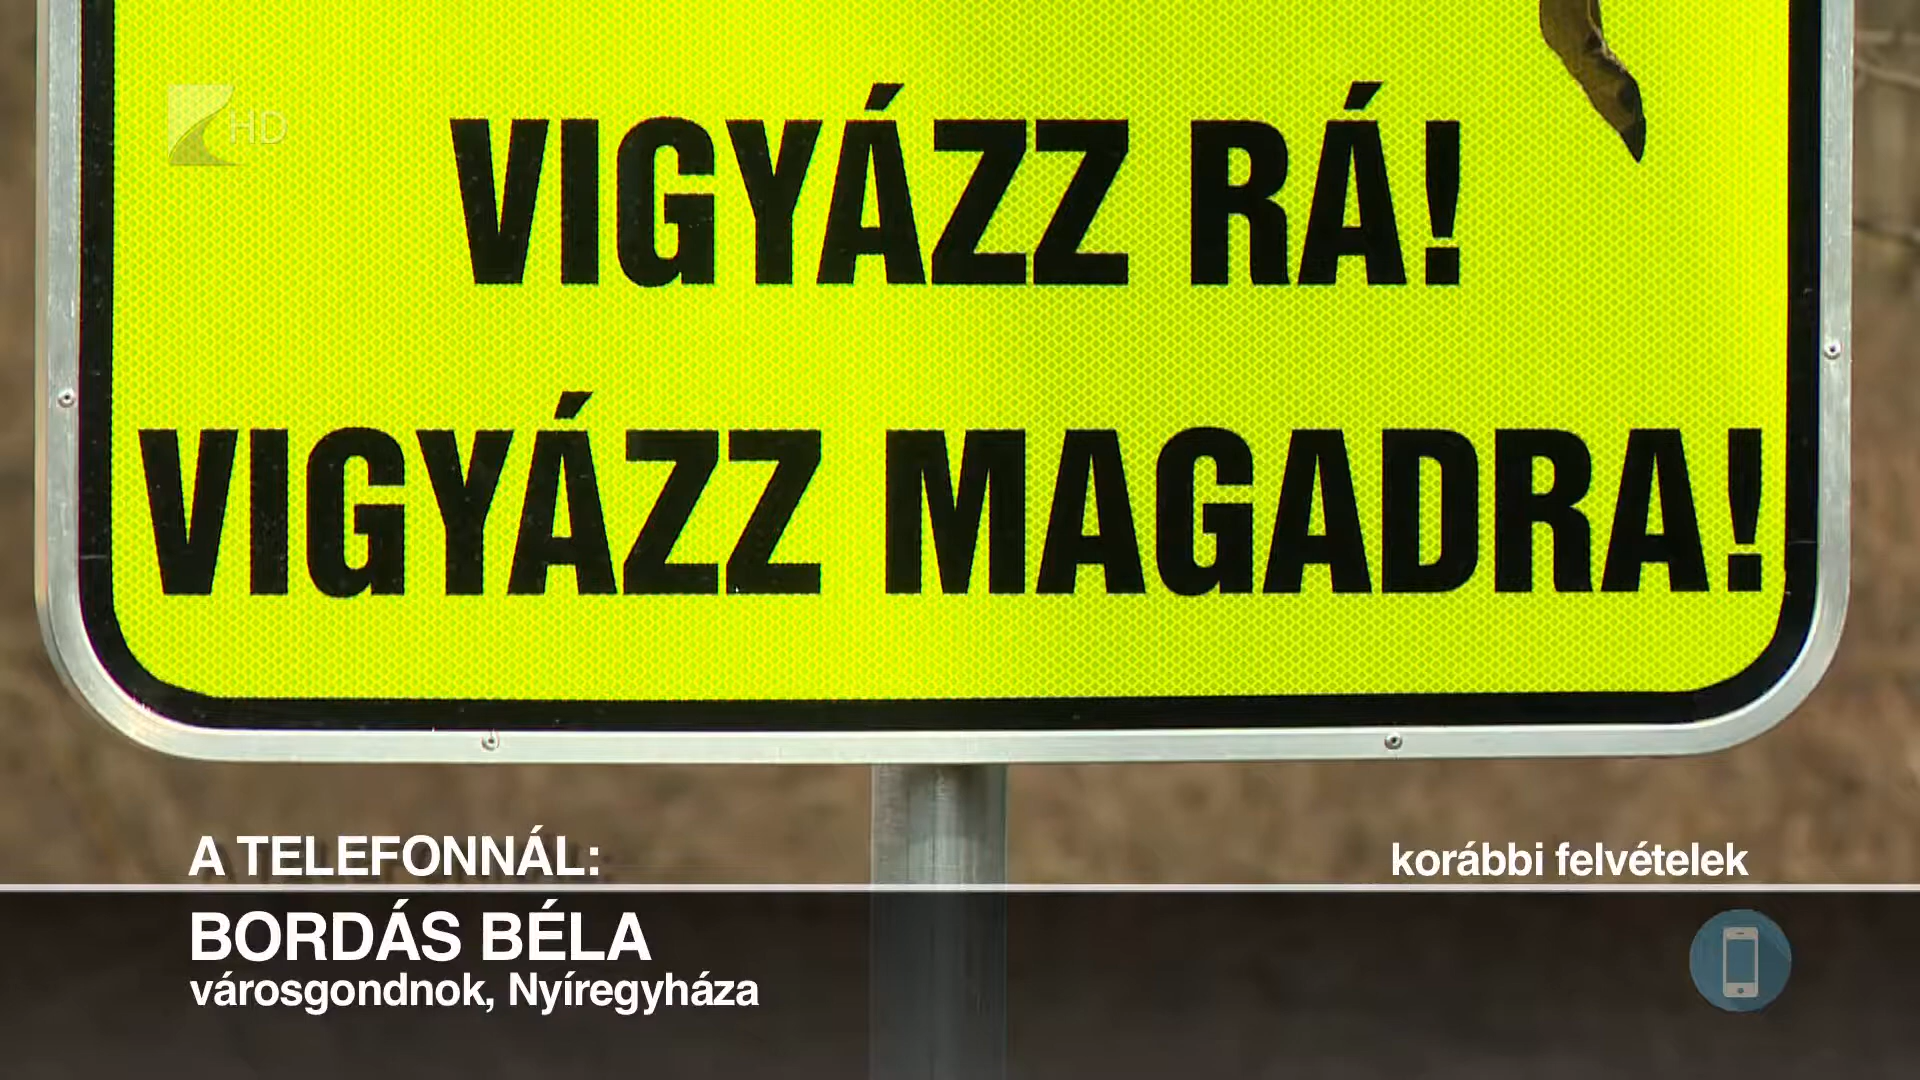 HD
VIGYÁZZ RÁ!
VIGYÁZZ MAGADRA!
A TELEFONNÁL:
korábbi felvételek
BORDÁS BÉLA
városgondnok, Nyíregyháza